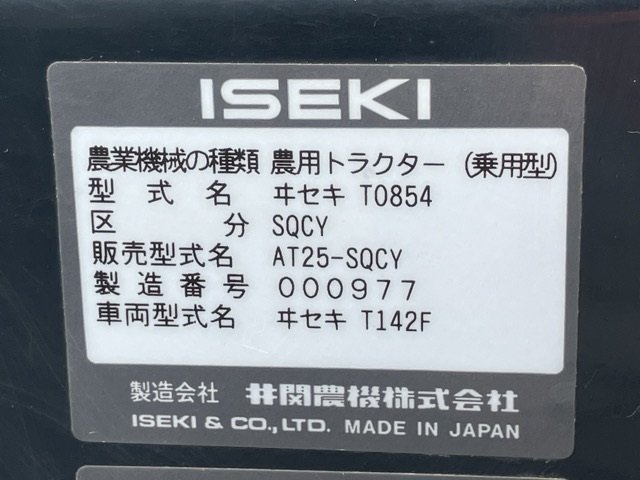 ISEKI
農業機械の種類 農用トラクター(乗用型)
型式名 ヰセキ T0854
区分 SQCY
販売型式名 AT25-SQCY
製造番号 000977
車両型式名 ヰセキ T142F
製造会社 井関農機株式会社
ISEKI & CO., LTD. MADE IN JAPAN